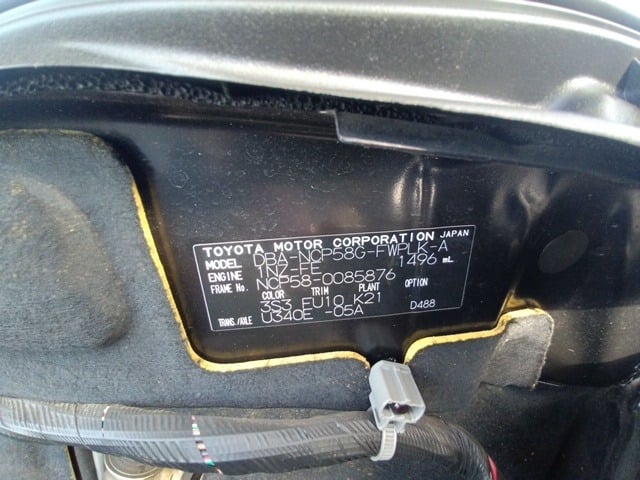 TOYOTA MOTOR CORPORATION JAPAN
MODEL DBA-NCP58G-FWPLK-A
ENGINE 1NZ-FE 1496 mL
FRAME No. NCP58-0085876
COLOR TRIM PLANT OPTION
3S3 FU10 K21
TRANS./AXLE U340E -05A D488